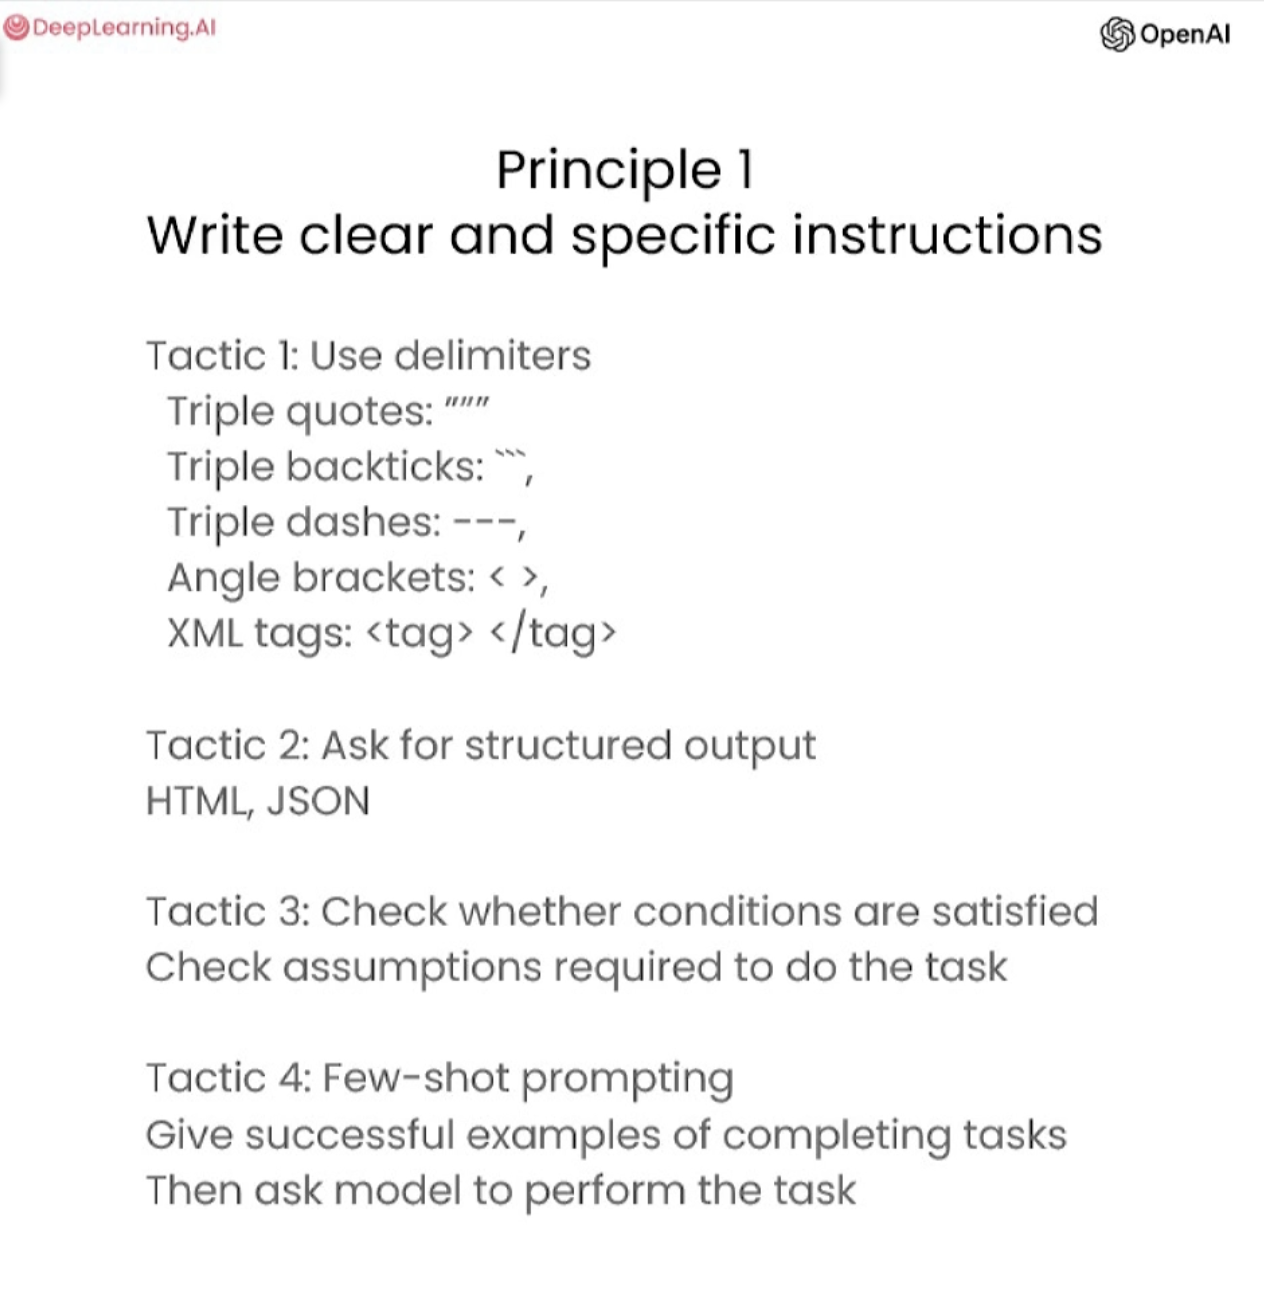 DeepLearning.AI
OpenAI
Principle 1
Write clear and specific instructions
Tactic 1: Use delimiters
Triple quotes: """
Triple backticks: ```,
Triple dashes: ---,
Angle brackets: < >,
XML tags: <tag> </tag>
Tactic 2: Ask for structured output
HTML, JSON
Tactic 3: Check whether conditions are satisfied
Check assumptions required to do the task
Tactic 4: Few-shot prompting
Give successful examples of completing tasks
Then ask model to perform the task